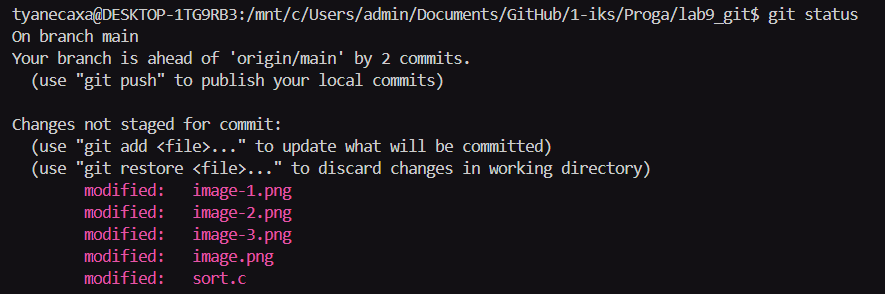 tyanecaxa@DESKTOP-1TG9RB3:/mnt/c/Users/admin/Documents/GitHub/1-iks/Proga/lab9_git$ git status
On branch main
Your branch is ahead of 'origin/main' by 2 commits.
  (use "git push" to publish your local commits)

Changes not staged for commit:
  (use "git add <file>..." to update what will be committed)
  (use "git restore <file>..." to discard changes in working directory)
        modified:   image-1.png
        modified:   image-2.png
        modified:   image-3.png
        modified:   image.png
        modified:   sort.c